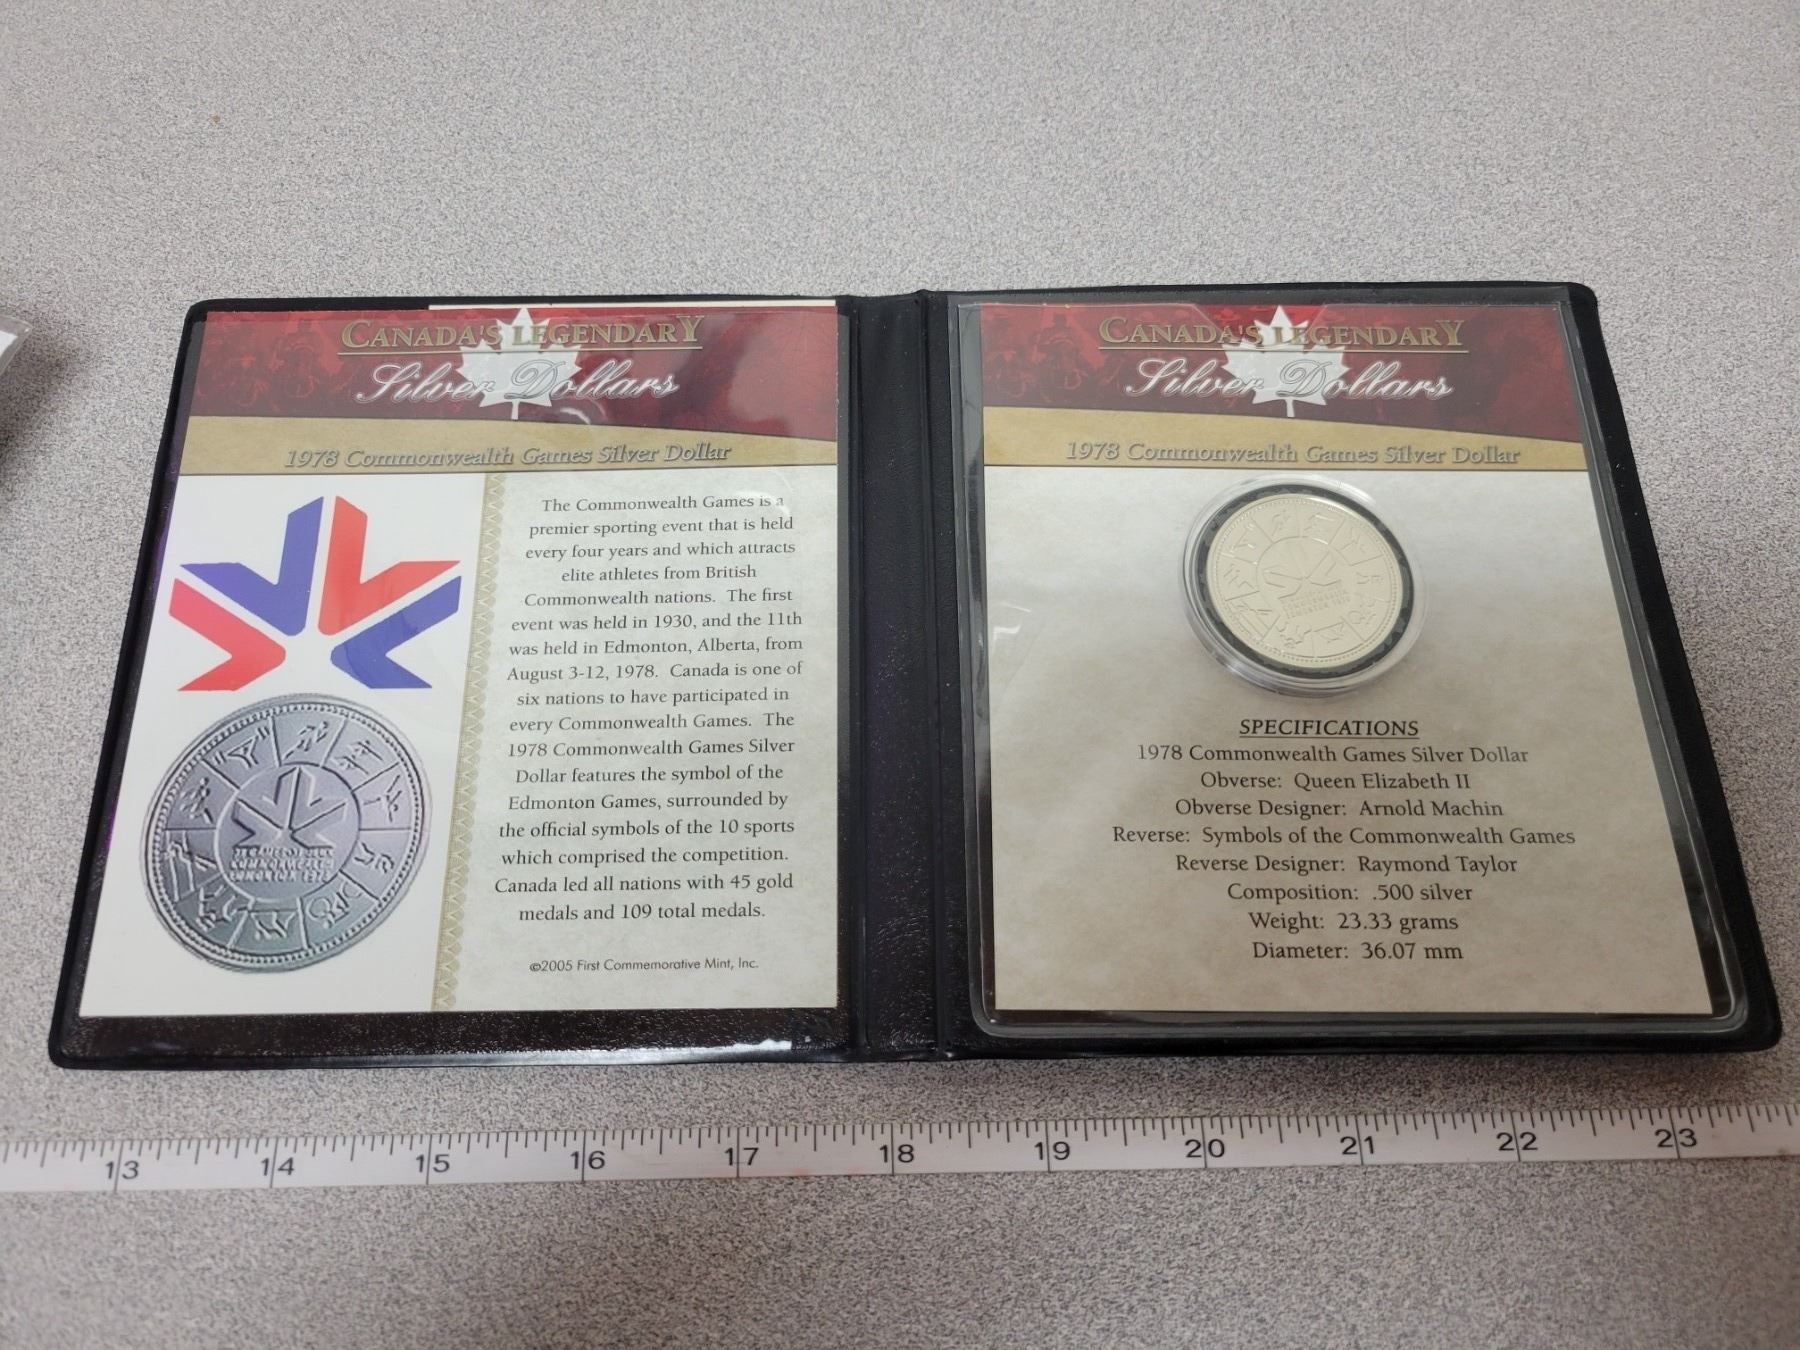 CANADA'S LEGENDARY
Silver Dollars
1978 Commonwealth Games Silver Dollar
The Commonwealth Games is a
premier sporting event that is held
every four years and which attracts
elite athletes from British
Commonwealth nations. The first
event was held in 1930, and the 11th
was held in Edmonton, Alberta, from
August 3-12, 1978. Canada is one of
six nations to have participated in
every Commonwealth Games. The
1978 Commonwealth Games Silver
Dollar features the symbol of the
Edmonton Games, surrounded by
the official symbols of the 10 sports
which comprised the competition.
Canada led all nations with 45 gold
medals and 109 total medals.
©2005 First Commemorative Mint, Inc.
COMMONWEALTH
EDMONTON 1978
CANADA'S LEGENDARY
Silver Dollars
1978 Commonwealth Games Silver Dollar
EDMONTON 1978
SPECIFICATIONS
1978 Commonwealth Games Silver Dollar
Obverse: Queen Elizabeth II
Obverse Designer: Arnold Machin
Reverse: Symbols of the Commonwealth Games
Reverse Designer: Raymond Taylor
Composition: .500 silver
Weight: 23.33 grams
Diameter: 36.07 mm
13 14 15 16 17 18 19 20 21 22 23